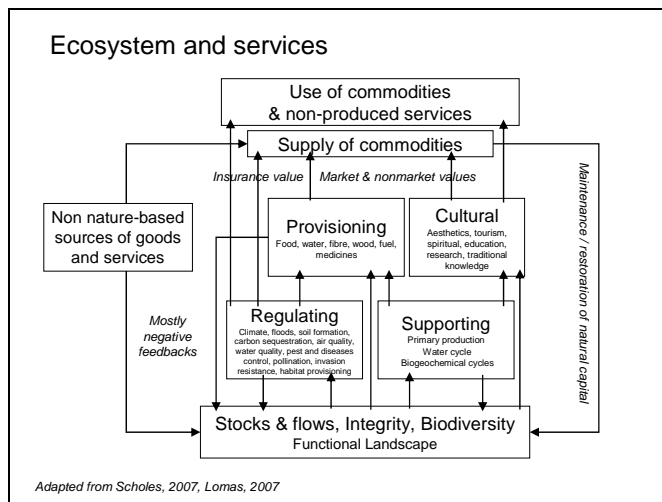 Ecosystem and services
Use of commodities
& non-produced services
Supply of commodities
Insurance value
Market & nonmarket values
Maintenance / restoration of natural capital
Non nature-based
sources of goods
and services
Provisioning
Food, water, fibre, wood, fuel,
medicines
Cultural
Aesthetics, tourism,
spiritual, education,
research, traditional
knowledge
Mostly
negative
feedbacks
Regulating
Climate, floods, soil formation,
carbon sequestration, air quality,
water quality, pest and diseases
control, pollination, invasion
resistance, habitat provisioning
Supporting
Primary production
Water cycle
Biogeochemical cycles
Stocks & flows, Integrity, Biodiversity
Functional Landscape
Adapted from Scholes, 2007, Lomas, 2007